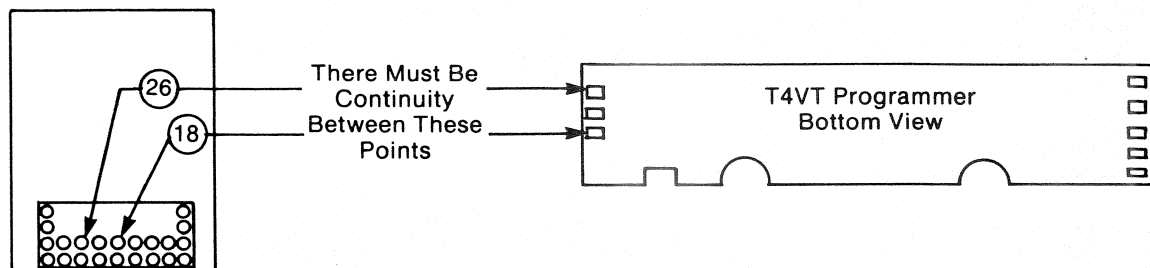 26
18
There Must Be
Continuity
Between These
Points
T4VT Programmer
Bottom View